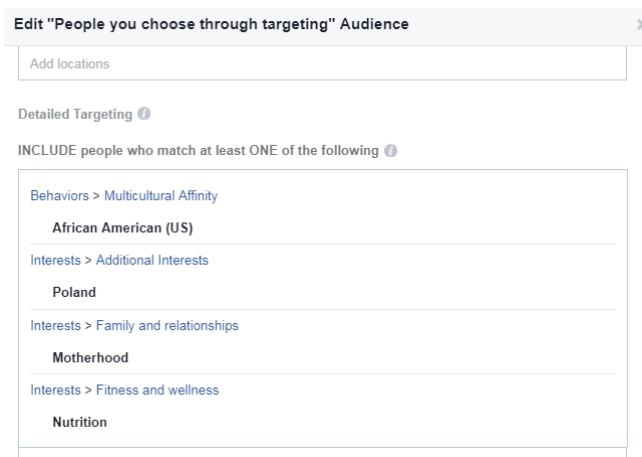 Edit "People you choose through targeting" Audience
Add locations
Detailed Targeting
INCLUDE people who match at least ONE of the following
Behaviors > Multicultural Affinity
African American (US)
Interests > Additional Interests
Poland
Interests > Family and relationships
Motherhood
Interests > Fitness and wellness
Nutrition